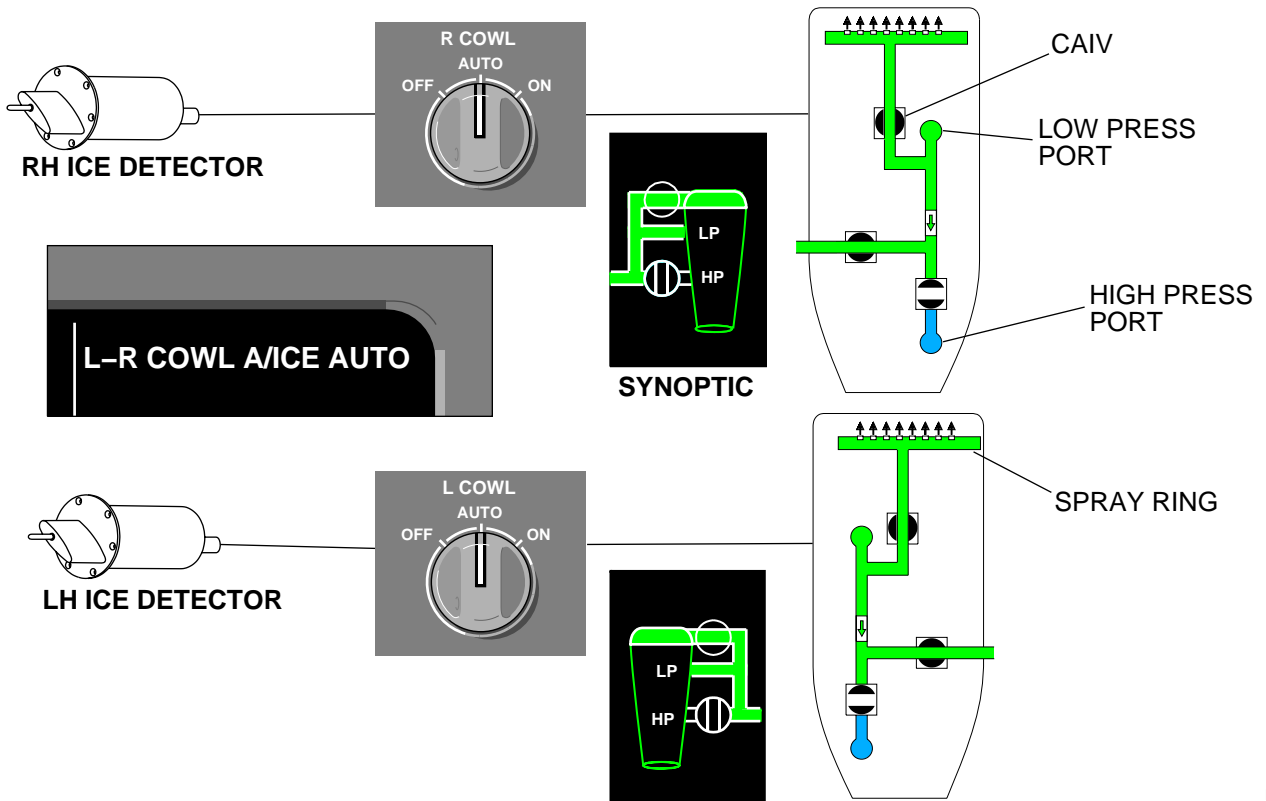 R COWL
AUTO
OFF
ON
RH ICE DETECTOR
CAIV
LOW PRESS
PORT
LP
HP
HIGH PRESS
PORT
L–R COWL A/ICE AUTO
SYNOPTIC
L COWL
AUTO
OFF
ON
SPRAY RING
LH ICE DETECTOR
LP
HP